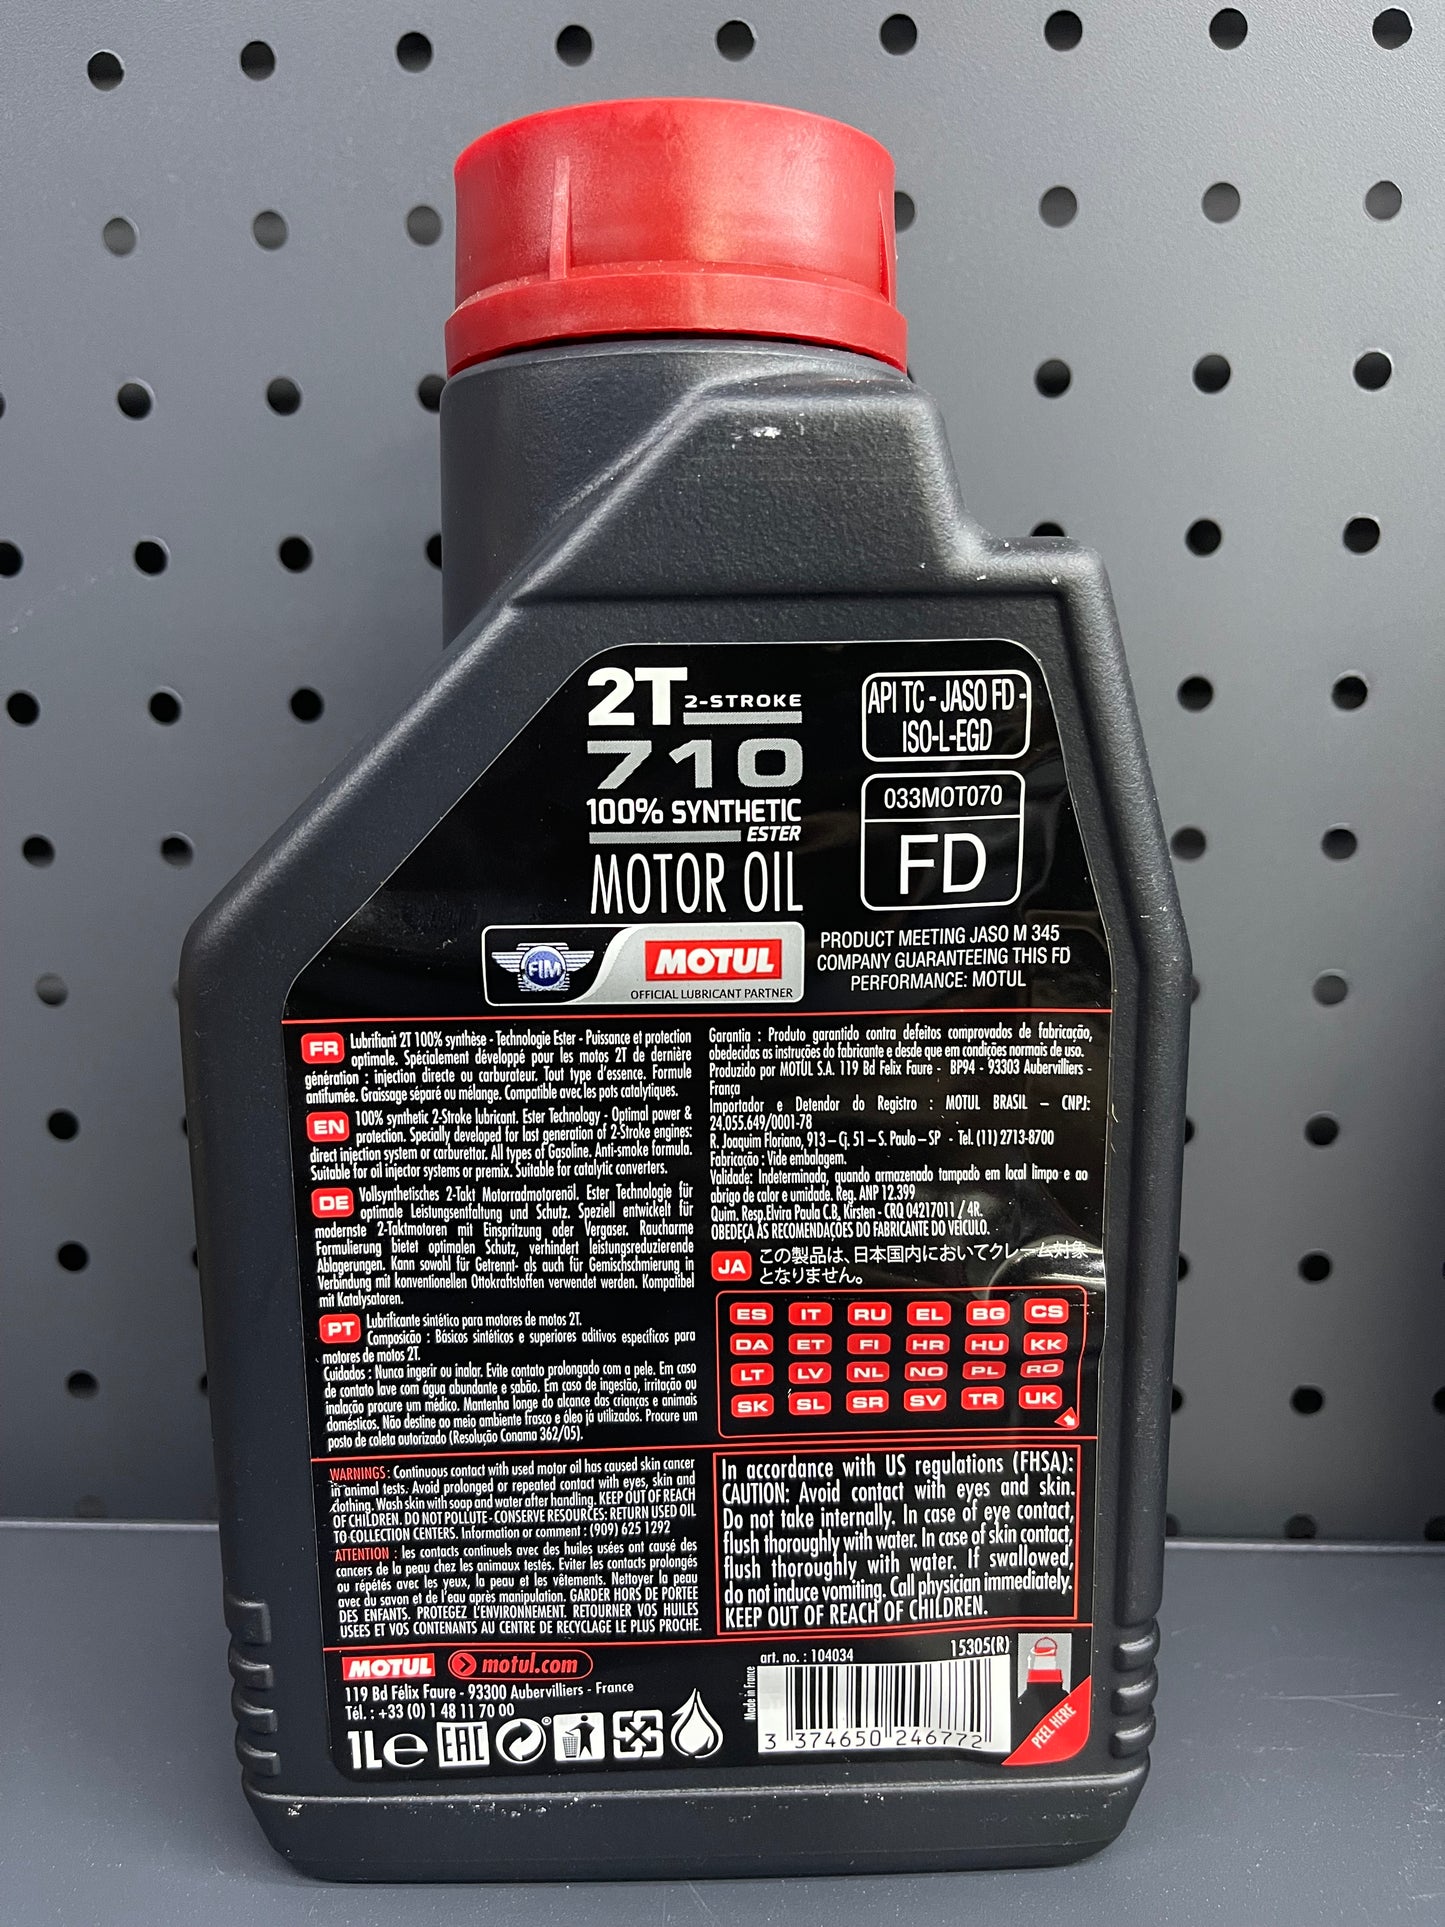 2T 2-STROKE
710
100% SYNTHETIC
ESTER
MOTOR OIL
API TC - JASO FD -
ISO-L-EGD
033MOT070
FD
FIM
MOTUL
OFFICIAL LUBRICANT PARTNER
PRODUCT MEETING JASO M 345
COMPANY GUARANTEEING THIS FD
PERFORMANCE: MOTUL
FR Lubrifiant 2T 100% synthèse - Technologie Ester - Puissance et protection
optimale. Spécialement développé pour les motos 2T de dernière
génération : injection directe ou carburateur. Tout type d'essence. Formule
antifumée. Graissage séparé ou mélange. Compatible avec les pots catalytiques.
EN 100% synthetic 2-Stroke lubricant. Ester Technology - Optimal power &
protection. Specially developed for last generation of 2-Stroke engines:
direct injection system or carburettor. All types of Gasoline. Anti-smoke formula.
Suitable for oil injector systems or premix. Suitable for catalytic converters.
DE Vollsynthetisches 2-Takt Motorradmotorenöl. Ester Technologie für
optimale Leistungsentfaltung und Schutz. Speziell entwickelt für
modernste 2-Taktmotoren mit Einspritzung oder Vergaser. Raucharme
Formulierung bietet optimalen Schutz, verhindert leistungsreduzierende
Ablagerungen. Kann sowohl für Getrennt- als auch für Gemischschmierung in
Verbindung mit konventionellen Ottokraftstoffen verwendet werden. Kompatibel
mit Katalysatoren.
PT Lubrificante sintético para motores de motos 2T.
Composicão : Básicos sintéticos e superiores aditivos específicos para
motores de motos 2T.
Cuidados : Nunca ingerir ou inalar. Evite contato prolongado com a pele. Em caso
de contato lave com água abundante e sabão. Em caso de ingestão, irritação ou
inalação procure um médico. Mantenha longe do alcance das crianças e animais
domésticos. Não destine ao meio ambiente frasco e óleo já utilizados. Procure um
posto de coleta autorizado (Resolução Conama 362/05).
Garantia : Produto garantido contra defeitos comprovados de fabricação,
obedecidas as instruções do fabricante e desde que em condições normais de uso.
Produzido por MOTUL S.A. 119 Bd Felix Faure - BP94 - 93303 Aubervilliers -
França
Importador e Detendor do Registro : MOTUL BRASIL – CNPJ:
24.055.649/0001-78
R. Joaquim Floriano, 913 – Cj. 51 – S. Paulo – SP - Tel. (11) 2713-8700
Fabricação : Vide embalagem.
Validade: Indeterminada, quando armazenado tampado em local limpo e ao
abrigo de calor e umidade. Reg. ANP 12.399
Quim. Resp.Elvira Paula C.B. Kirsten - CRQ 04217011 / 4R.
OBEDEÇA AS RECOMENDAÇÕES DO FABRICANTE DO VEÍCULO.
JA この製品は、日本国内においてクレーム対象
となりません。
ES IT RU EL BG CS
DA ET FI HR HU KK
LT LV NL NO PL RO
SK SL SR SV TR UK
WARNINGS: Continuous contact with used motor oil has caused skin cancer
in animal tests. Avoid prolonged or repeated contact with eyes, skin and
clothing. Wash skin with soap and water after handling. KEEP OUT OF REACH
OF CHILDREN. DO NOT POLLUTE - CONSERVE RESOURCES: RETURN USED OIL
TO COLLECTION CENTERS. Information or comment : (909) 625 1292
ATTENTION : les contacts continuels avec des huiles usées ont causé des
cancers de la peau chez les animaux testés. Eviter les contacts prolongés
ou répétés avec les yeux, la peau et les vêtements. Nettoyer la peau
avec du savon et de l'eau après manipulation. GARDER HORS DE PORTEE
DES ENFANTS. PROTEGEZ L'ENVIRONNEMENT. RETOURNER VOS HUILES
USEES ET VOS CONTENANTS AU CENTRE DE RECYCLAGE LE PLUS PROCHE.
In accordance with US regulations (FHSA):
CAUTION: Avoid contact with eyes and skin.
Do not take internally. In case of eye contact,
flush thoroughly with water. In case of skin contact,
flush thoroughly with water. If swallowed,
do not induce vomiting. Call physician immediately.
KEEP OUT OF REACH OF CHILDREN.
MOTUL motul.com
119 Bd Félix Faure - 93300 Aubervilliers - France
Tél. : +33 (0) 1 48 11 70 00
1L e EAC
art. no. : 104034
15305(R)
Made in France
3 374650 246772
PEEL HERE